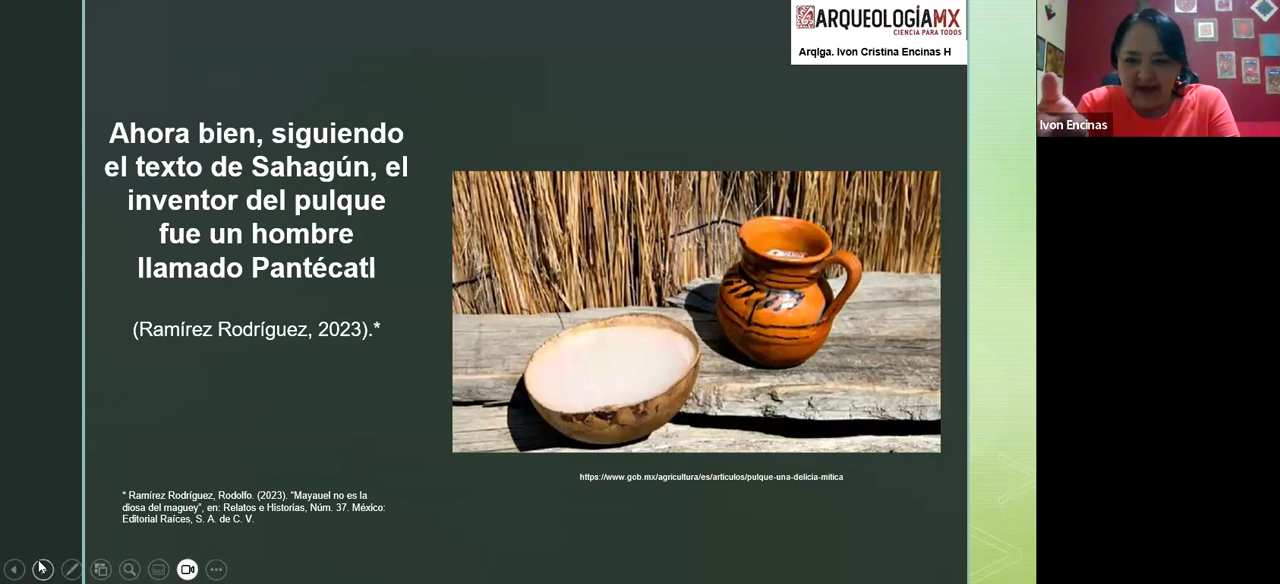 ARQUEOLOGÍAMX
CIENCIA PARA TODOS
Arqlga. Ivon Cristina Encinas H
Ivon Encinas
Ahora bien, siguiendo
el texto de Sahagún, el
inventor del pulque
fue un hombre
llamado Pantécatl
(Ramírez Rodríguez, 2023).*
https://www.gob.mx/agricultura/es/articulos/pulque-una-delicia-mitica
* Ramírez Rodríguez, Rodolfo. (2023). “Mayauel no es la
diosa del maguey”, en: Relatos e Historias, Núm. 37. México:
Editorial Raíces, S. A. de C. V.